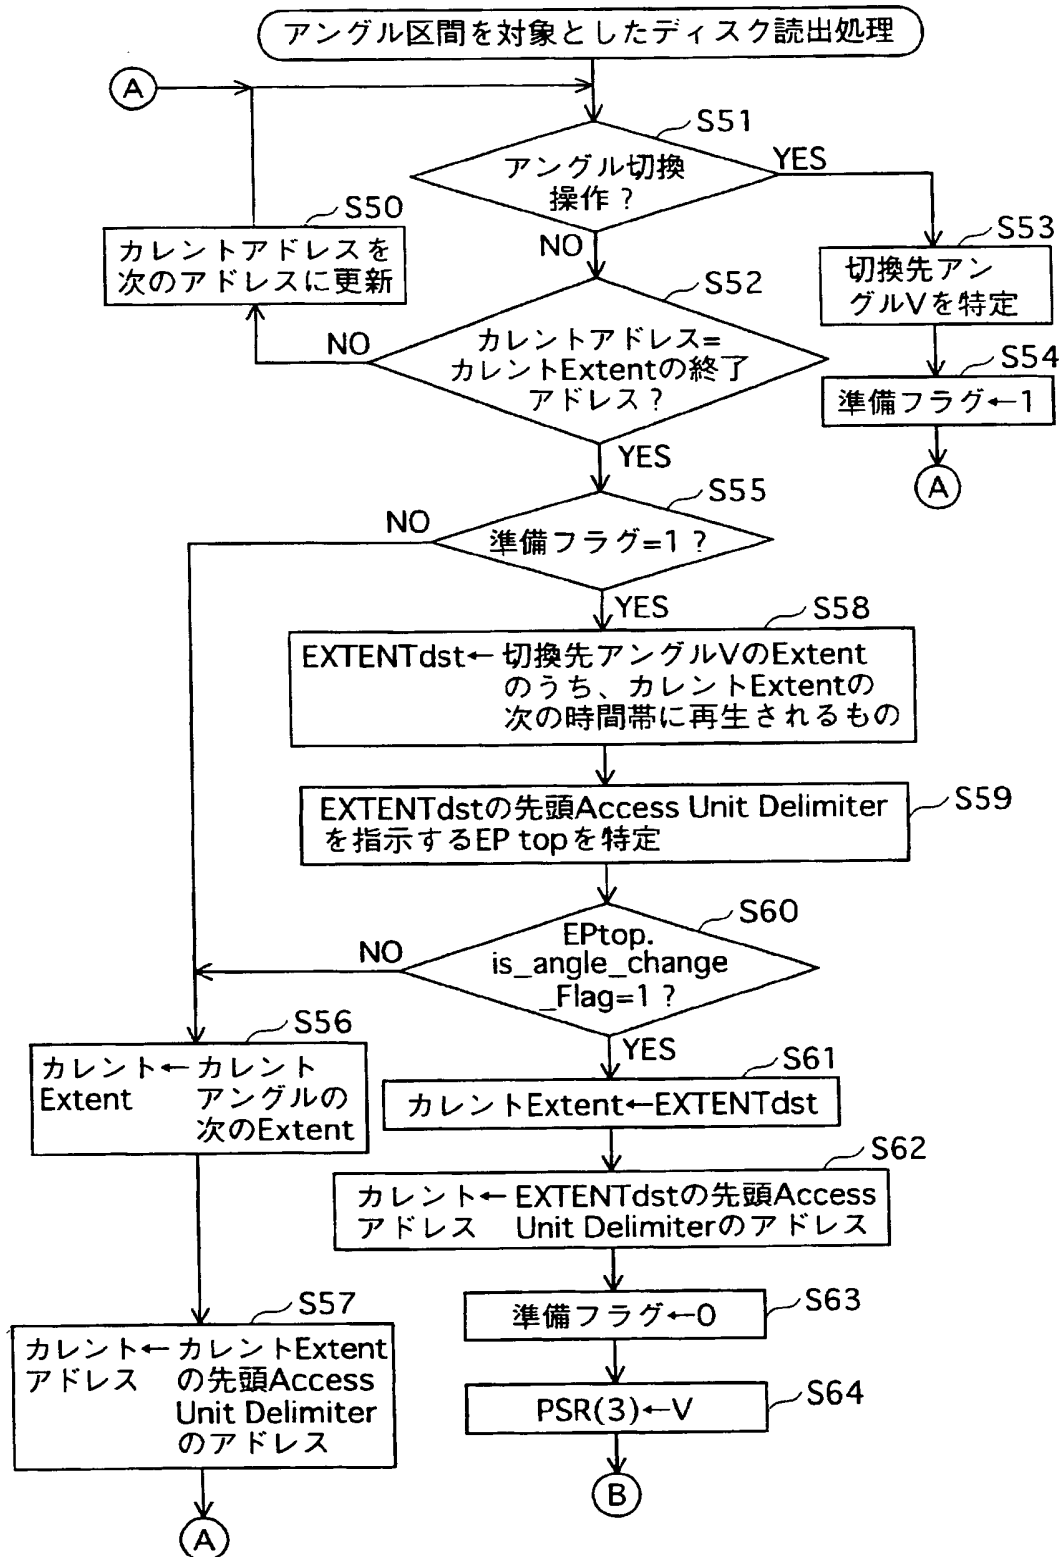 アングル区間を対象としたディスク読出処理
A
S51
アングル切換
操作？
YES
NO
S50
カレントアドレスを
次のアドレスに更新
S53
切換先アン
グルVを特定
S52
カレントアドレス=
カレントExtentの終了
アドレス？
NO
YES
S54
準備フラグ←1
A
S55
準備フラグ=1？
NO
YES
S58
EXTENTdst← 切換先アングルVのExtent
のうち、カレントExtentの
次の時間帯に再生されるもの
S59
EXTENTdstの先頭Access Unit Delimiter
を指示するEP topを特定
S60
EPtop.
is_angle_change
_Flag=1？
NO
YES
S56
カレント← カレント
Extent アングルの
次のExtent
S61
カレントExtent←EXTENTdst
S62
カレント← EXTENTdstの先頭Access
アドレス Unit Delimiterのアドレス
S63
準備フラグ←0
S57
カレント← カレントExtent
アドレス の先頭Access
Unit Delimiter
のアドレス
S64
PSR(3)←V
B
A